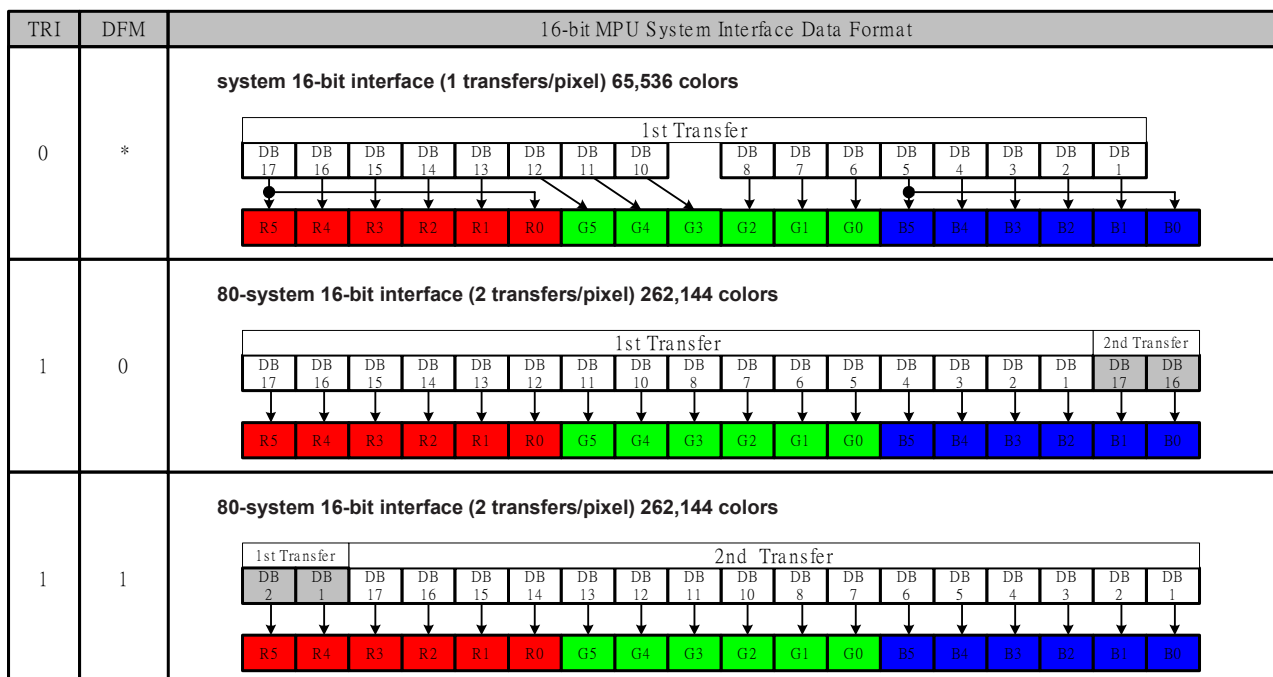 TRI DFM 16-bit MPU System Interface Data Format
system 16-bit interface (1 transfers/pixel) 65,536 colors
1st Transfer
0 *
DB 17 DB 16 DB 15 DB 14 DB 13 DB 12 DB 11 DB 10 DB 8 DB 7 DB 6 DB 5 DB 4 DB 3 DB 2 DB 1
R5 R4 R3 R2 R1 R0 G5 G4 G3 G2 G1 G0 B5 B4 B3 B2 B1 B0
80-system 16-bit interface (2 transfers/pixel) 262,144 colors
1st Transfer 2nd Transfer
1 0
DB 17 DB 16 DB 15 DB 14 DB 13 DB 12 DB 11 DB 10 DB 8 DB 7 DB 6 DB 5 DB 4 DB 3 DB 2 DB 1 DB 17 DB 16
R5 R4 R3 R2 R1 R0 G5 G4 G3 G2 G1 G0 B5 B4 B3 B2 B1 B0
80-system 16-bit interface (2 transfers/pixel) 262,144 colors
1st Transfer 2nd Transfer
1 1
DB 2 DB 1 DB 17 DB 16 DB 15 DB 14 DB 13 DB 12 DB 11 DB 10 DB 8 DB 7 DB 6 DB 5 DB 4 DB 3 DB 2 DB 1
R5 R4 R3 R2 R1 R0 G5 G4 G3 G2 G1 G0 B5 B4 B3 B2 B1 B0